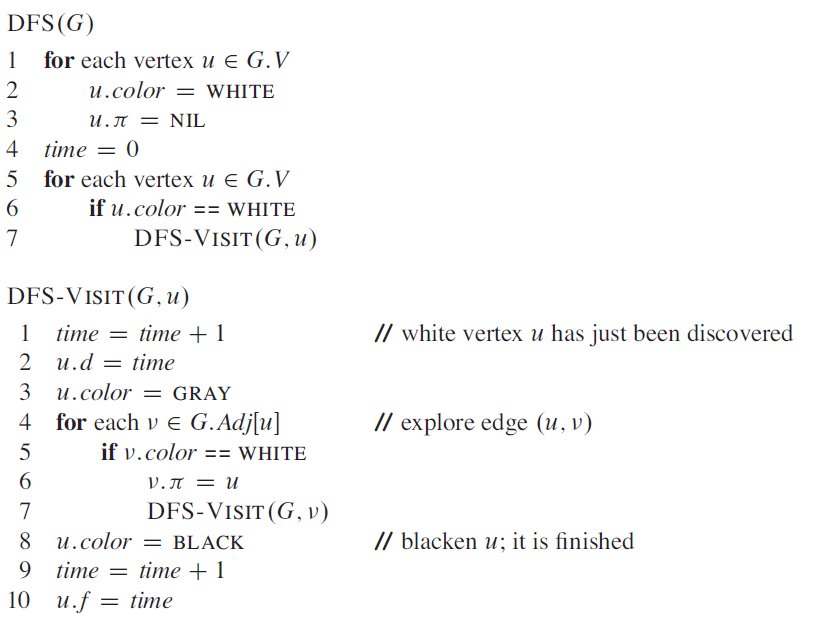 DFS(G)
1 for each vertex u ∈ G.V
2 u.color = WHITE
3 u.π = NIL
4 time = 0
5 for each vertex u ∈ G.V
6 if u.color == WHITE
7 DFS-VISIT(G, u)
DFS-VISIT(G, u)
1 time = time + 1 // white vertex u has just been discovered
2 u.d = time
3 u.color = GRAY
4 for each v ∈ G.Adj[u] // explore edge (u, v)
5 if v.color == WHITE
6 v.π = u
7 DFS-VISIT(G, v)
8 u.color = BLACK // blacken u; it is finished
9 time = time + 1
10 u.f = time